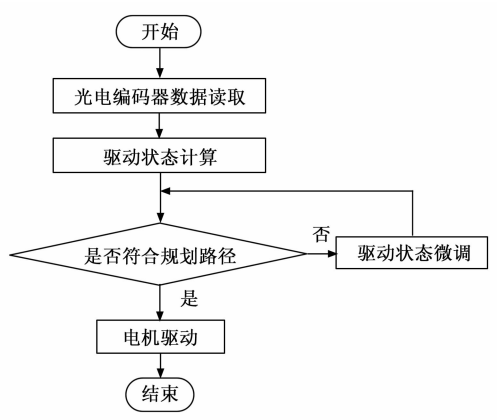 开始
光电编码器数据读取
驱动状态计算
是否符合规划路径
否
驱动状态微调
是
电机驱动
结束